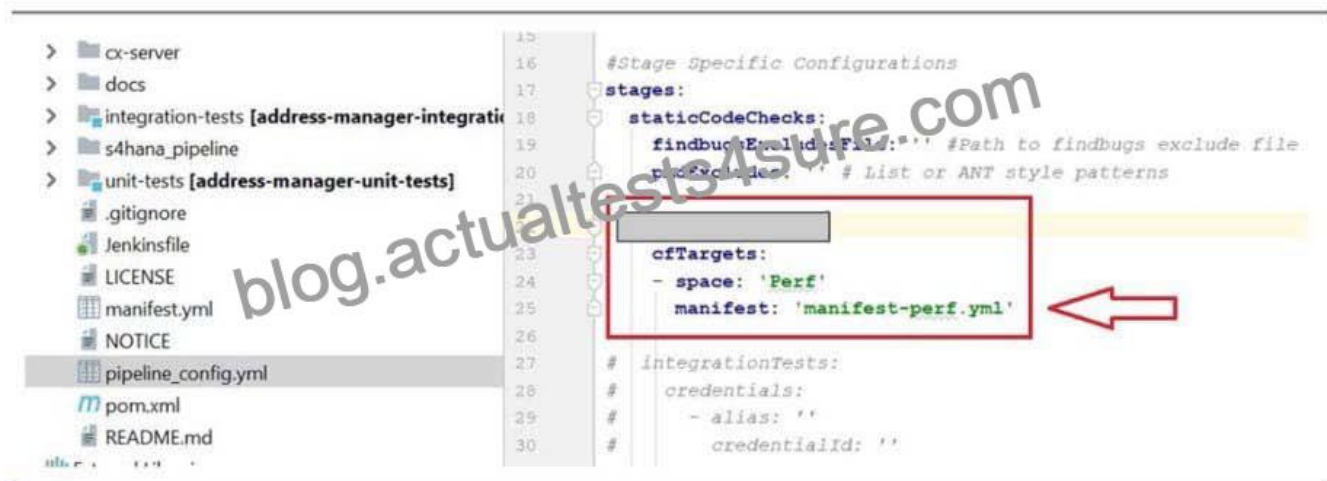 cx-server
docs
integration-tests [address-manager-integratio
s4hana_pipeline
unit-tests [address-manager-unit-tests]
.gitignore
Jenkinsfile
LICENSE
manifest.yml
NOTICE
pipeline_config.yml
pom.xml
README.md
15
16 #Stage Specific Configurations
17 stages:
18 staticCodeChecks:
19 findbugsExcludesFile: '' #Path to findbugs exclude file
20 '' # List or ANT style patterns
21
23 cfTargets:
24 - space: 'Perf'
25 manifest: 'manifest-perf.yml'
26
27 # integrationTests:
28 # credentials:
29 # - alias: ''
30 # credentialId: ''
blog.actualtests4sure.com